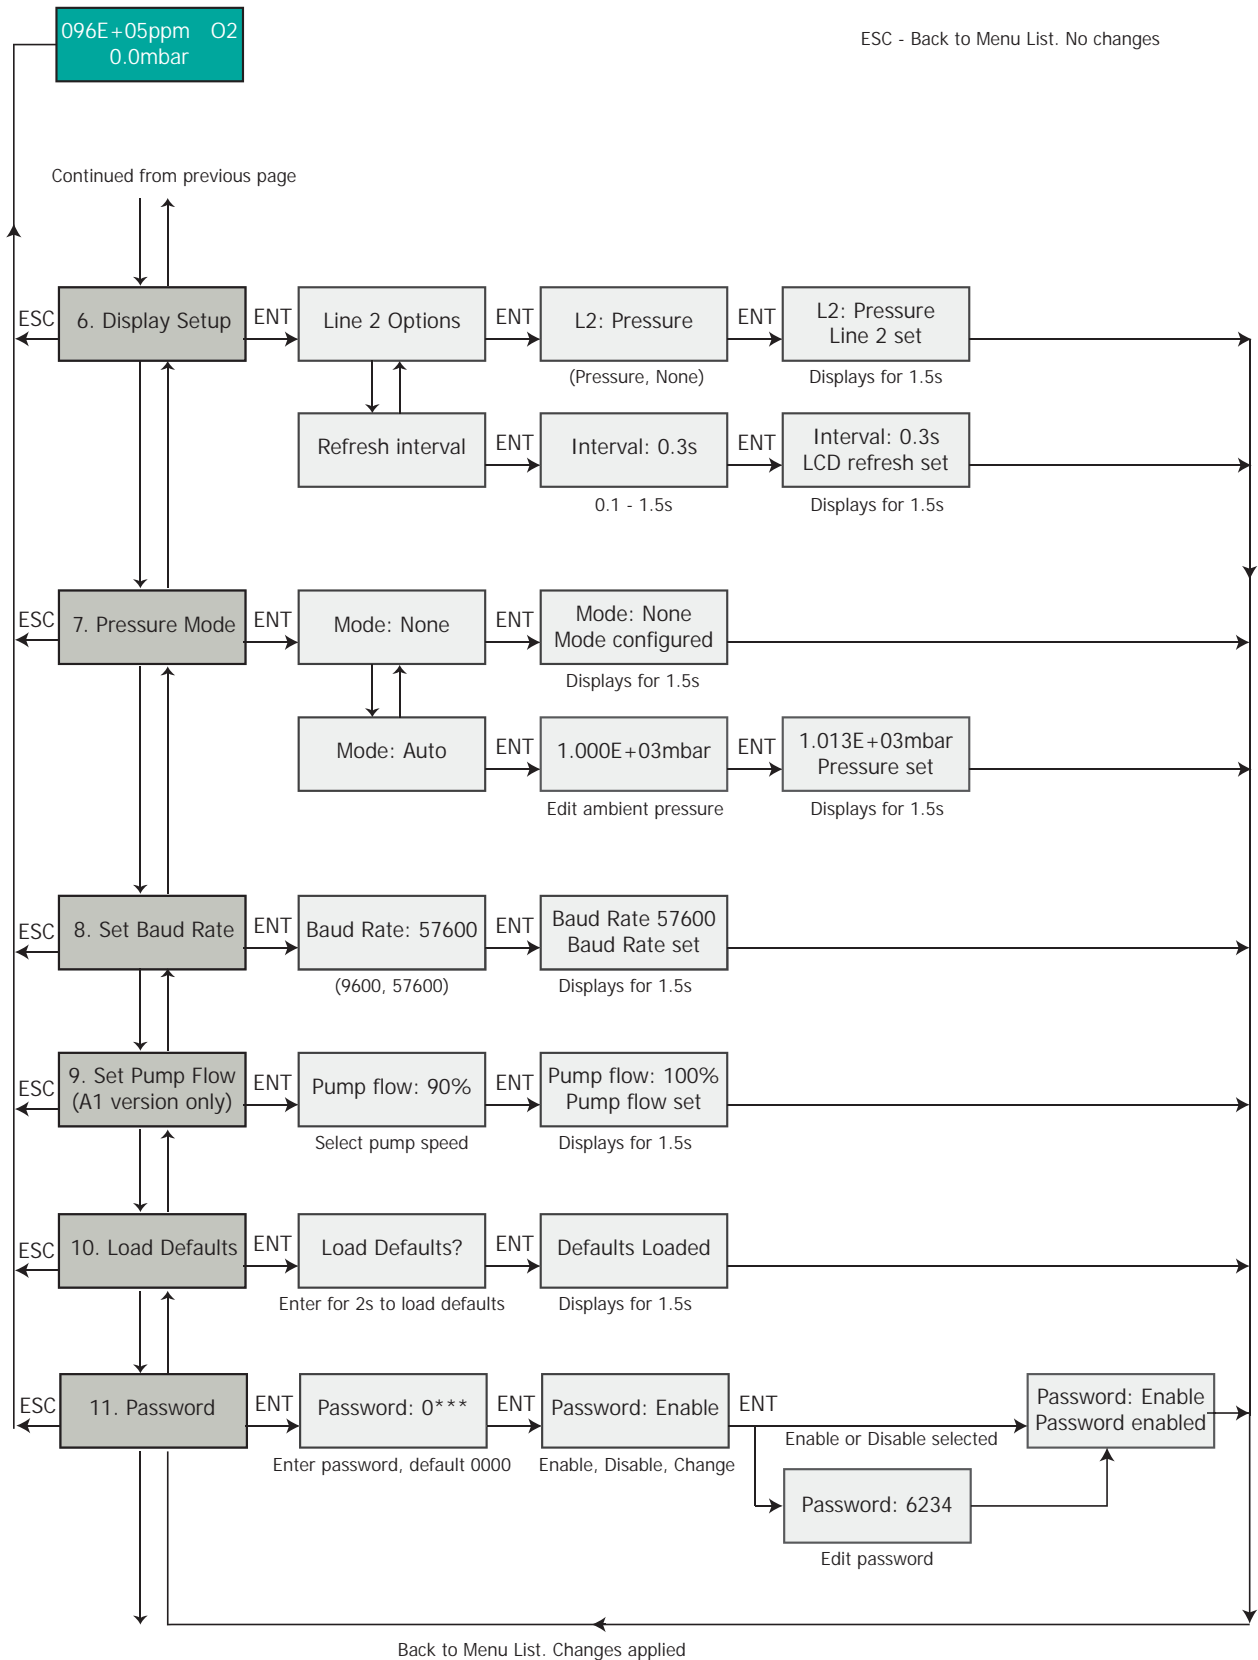 096E+05ppm O2
0.0mbar
ESC - Back to Menu List. No changes
Continued from previous page
ESC
6. Display Setup
ENT
Line 2 Options
ENT
L2: Pressure
ENT
L2: Pressure
Line 2 set
(Pressure, None)
Displays for 1.5s
Refresh interval
ENT
Interval: 0.3s
ENT
Interval: 0.3s
LCD refresh set
0.1 - 1.5s
Displays for 1.5s
ESC
7. Pressure Mode
ENT
Mode: None
ENT
Mode: None
Mode configured
Displays for 1.5s
Mode: Auto
ENT
1.000E+03mbar
ENT
1.013E+03mbar
Pressure set
Edit ambient pressure
Displays for 1.5s
ESC
8. Set Baud Rate
ENT
Baud Rate: 57600
ENT
Baud Rate 57600
Baud Rate set
(9600, 57600)
Displays for 1.5s
ESC
9. Set Pump Flow
(A1 version only)
ENT
Pump flow: 90%
ENT
Pump flow: 100%
Pump flow set
Select pump speed
Displays for 1.5s
ESC
10. Load Defaults
ENT
Load Defaults?
ENT
Defaults Loaded
Enter for 2s to load defaults
Displays for 1.5s
ESC
11. Password
ENT
Password: 0***
ENT
Password: Enable
ENT
Password: Enable
Password enabled
Enter password, default 0000
Enable, Disable, Change
Enable or Disable selected
Password: 6234
Edit password
Back to Menu List. Changes applied